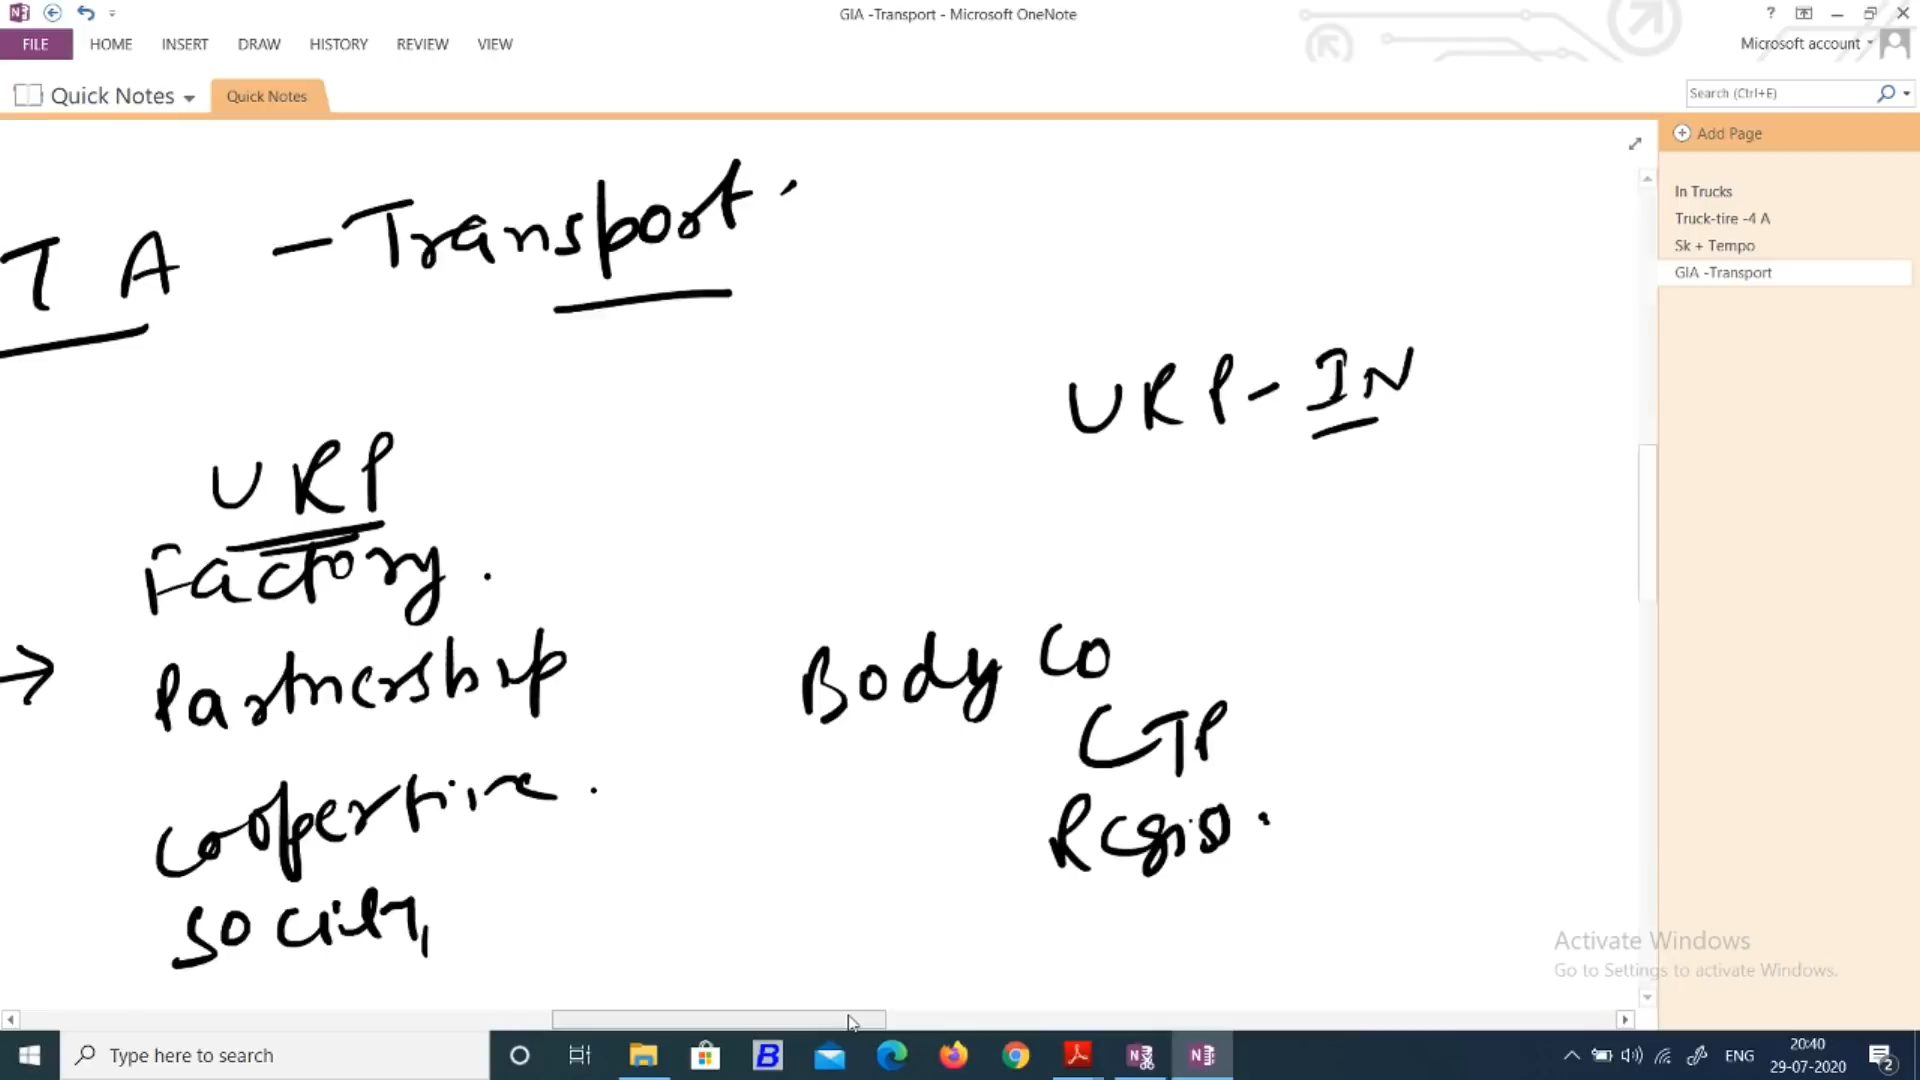 GIA -Transport - Microsoft OneNote
?
FILE HOME INSERT DRAW HISTORY REVIEW VIEW
Microsoft account
Quick Notes
Quick Notes
Search (Ctrl+E)
Add Page
In Trucks
Truck-tire -4 A
Sk + Tempo
GIA -Transport
T A - Transport.
URP - IN
URP
Factory.
Partnership
Body Co
CTP
Coopertive.
Regis.
Society
Activate Windows
Go to Settings to activate Windows.
Type here to search
ENG
20:40
29-07-2020
2